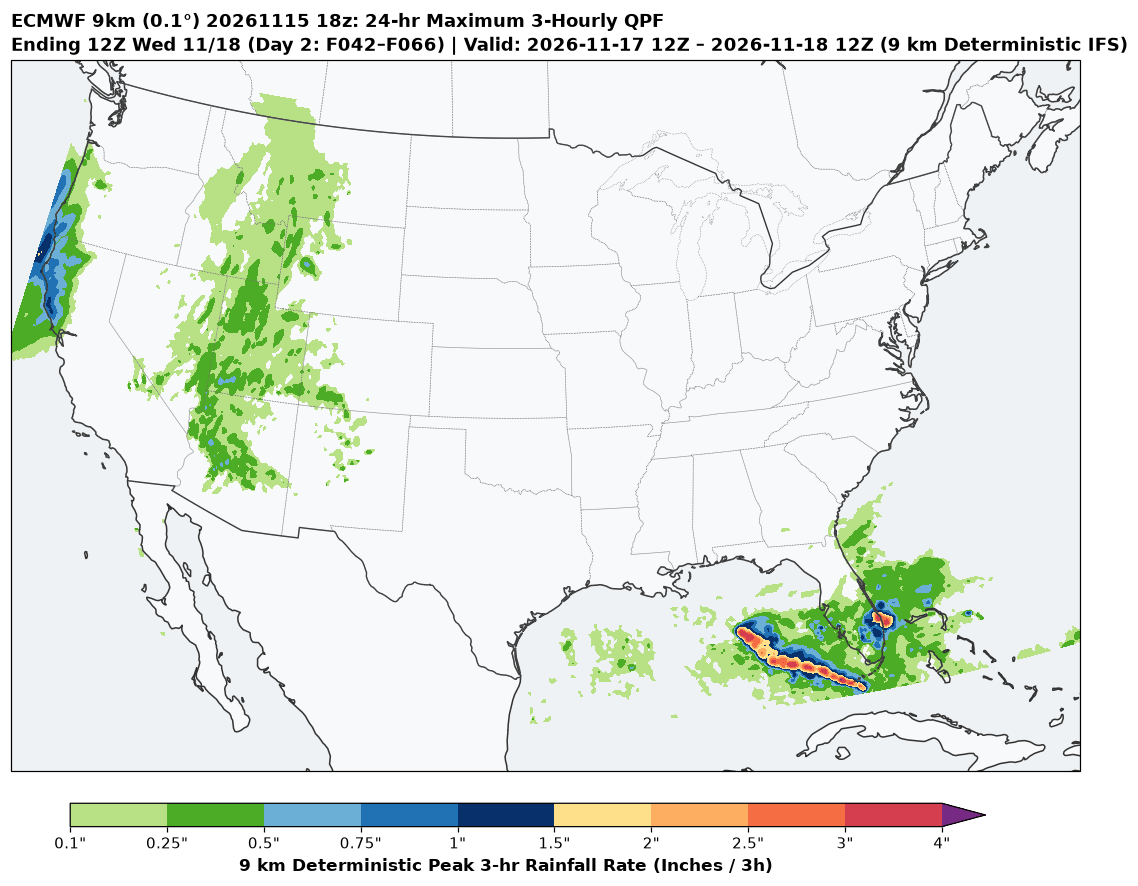 ECMWF 9km (0.1°) 20261115 18z: 24-hr Maximum 3-Hourly QPF
Ending 12Z Wed 11/18 (Day 2: F042–F066) | Valid: 2026-11-17 12Z – 2026-11-18 12Z (9 km Deterministic IFS)
0.1" 0.25" 0.5" 0.75" 1" 1.5" 2" 2.5" 3" 4"
9 km Deterministic Peak 3-hr Rainfall Rate (Inches / 3h)